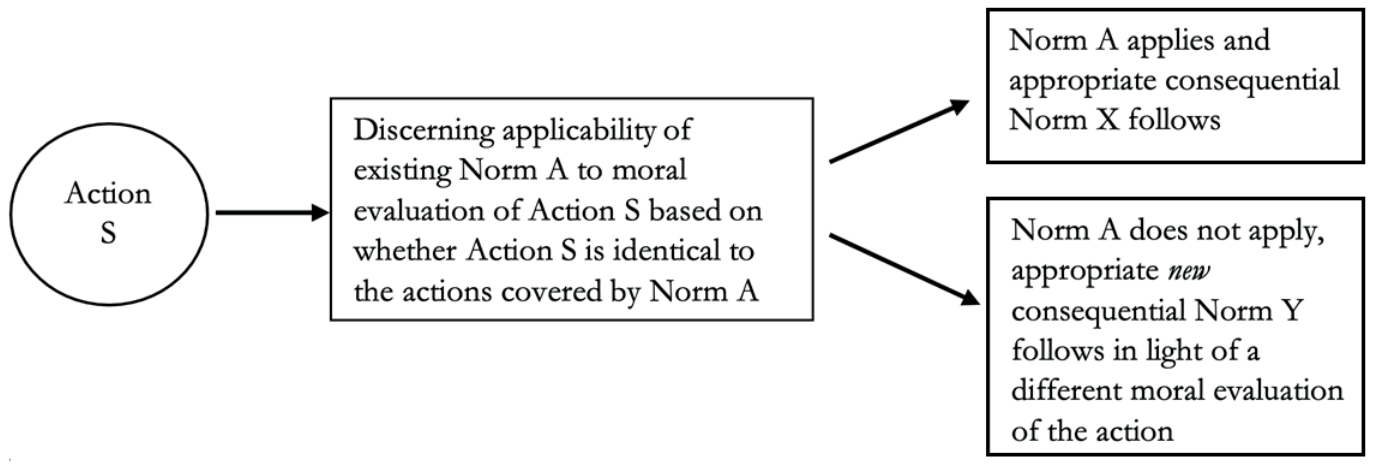 Action
S
Discerning applicability of
existing Norm A to moral
evaluation of Action S based on
whether Action S is identical to
the actions covered by Norm A
Norm A applies and
appropriate consequential
Norm X follows
Norm A does not apply,
appropriate new
consequential Norm Y
follows in light of a
different moral evaluation
of the action